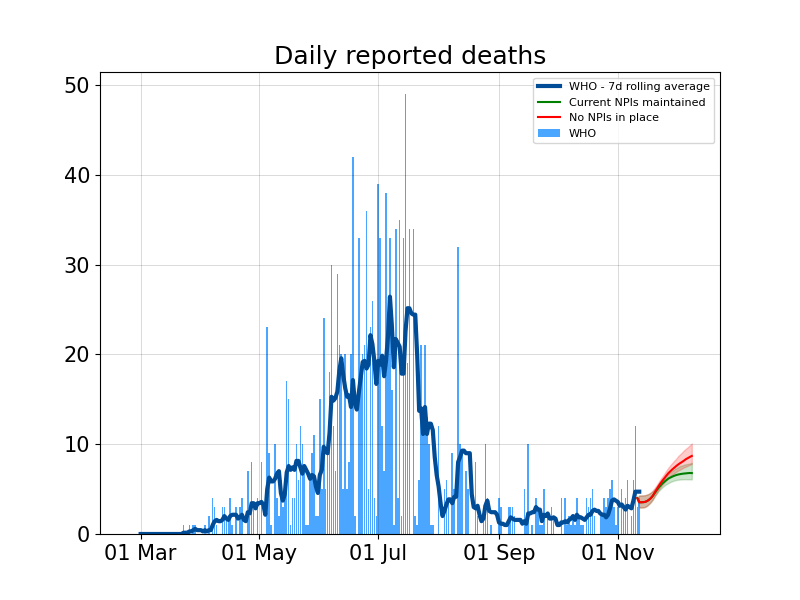 Daily reported deaths
50
40
30
20
10
0
WHO - 7d rolling average
Current NPIs maintained
No NPIs in place
WHO
01 Mar
01 May
01 Jul
01 Sep
01 Nov